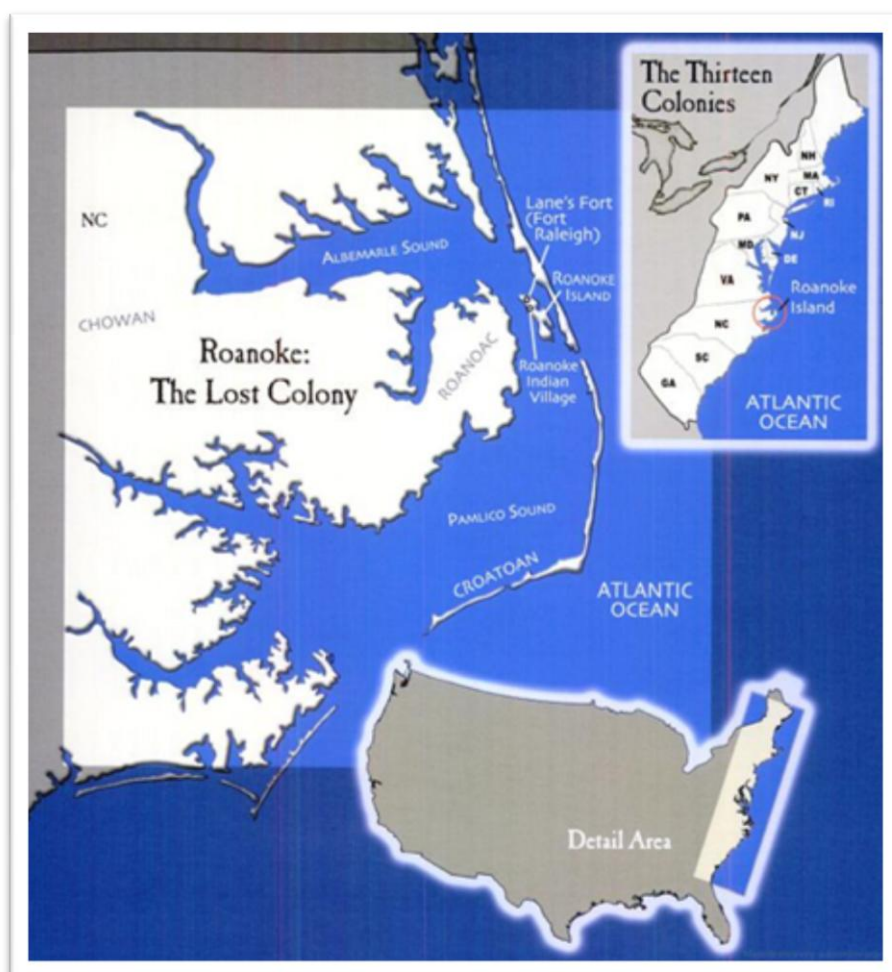 The Thirteen
Colonies
NH
NY
MA
CT
RI
PA
NJ
MD
DE
VA
Roanoke
Island
NC
SC
GA
ATLANTIC
OCEAN
NC
Lane's Fort
(Fort
Raleigh)
ALBEMARLE SOUND
ROANOKE
ISLAND
CHOWAN
Roanoke:
The Lost Colony
ROANOAC
Roanoke
Indian
Village
PAMLICO SOUND
CROATOAN
ATLANTIC
OCEAN
Detail Area